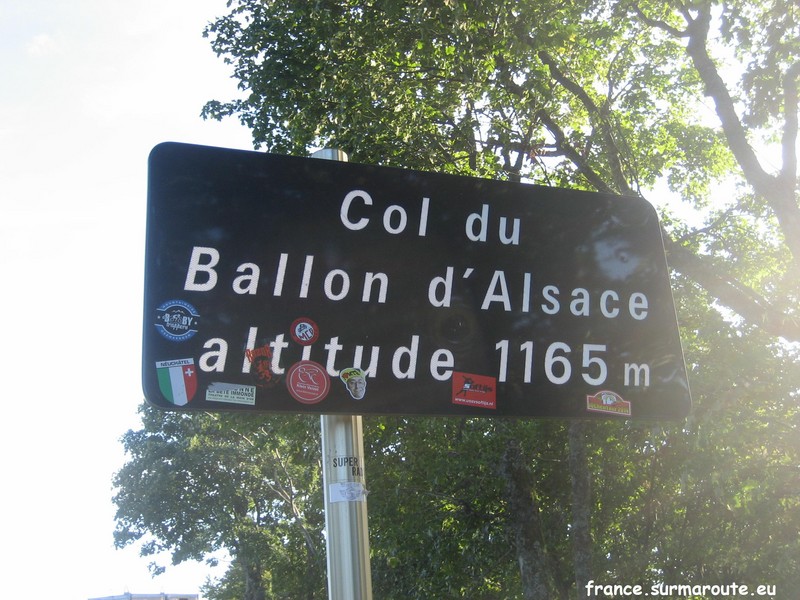 Col du
Ballon d'Alsace
altitude 1165 m
NEUCHÂTEL
SUPER
france.surmaroute.eu